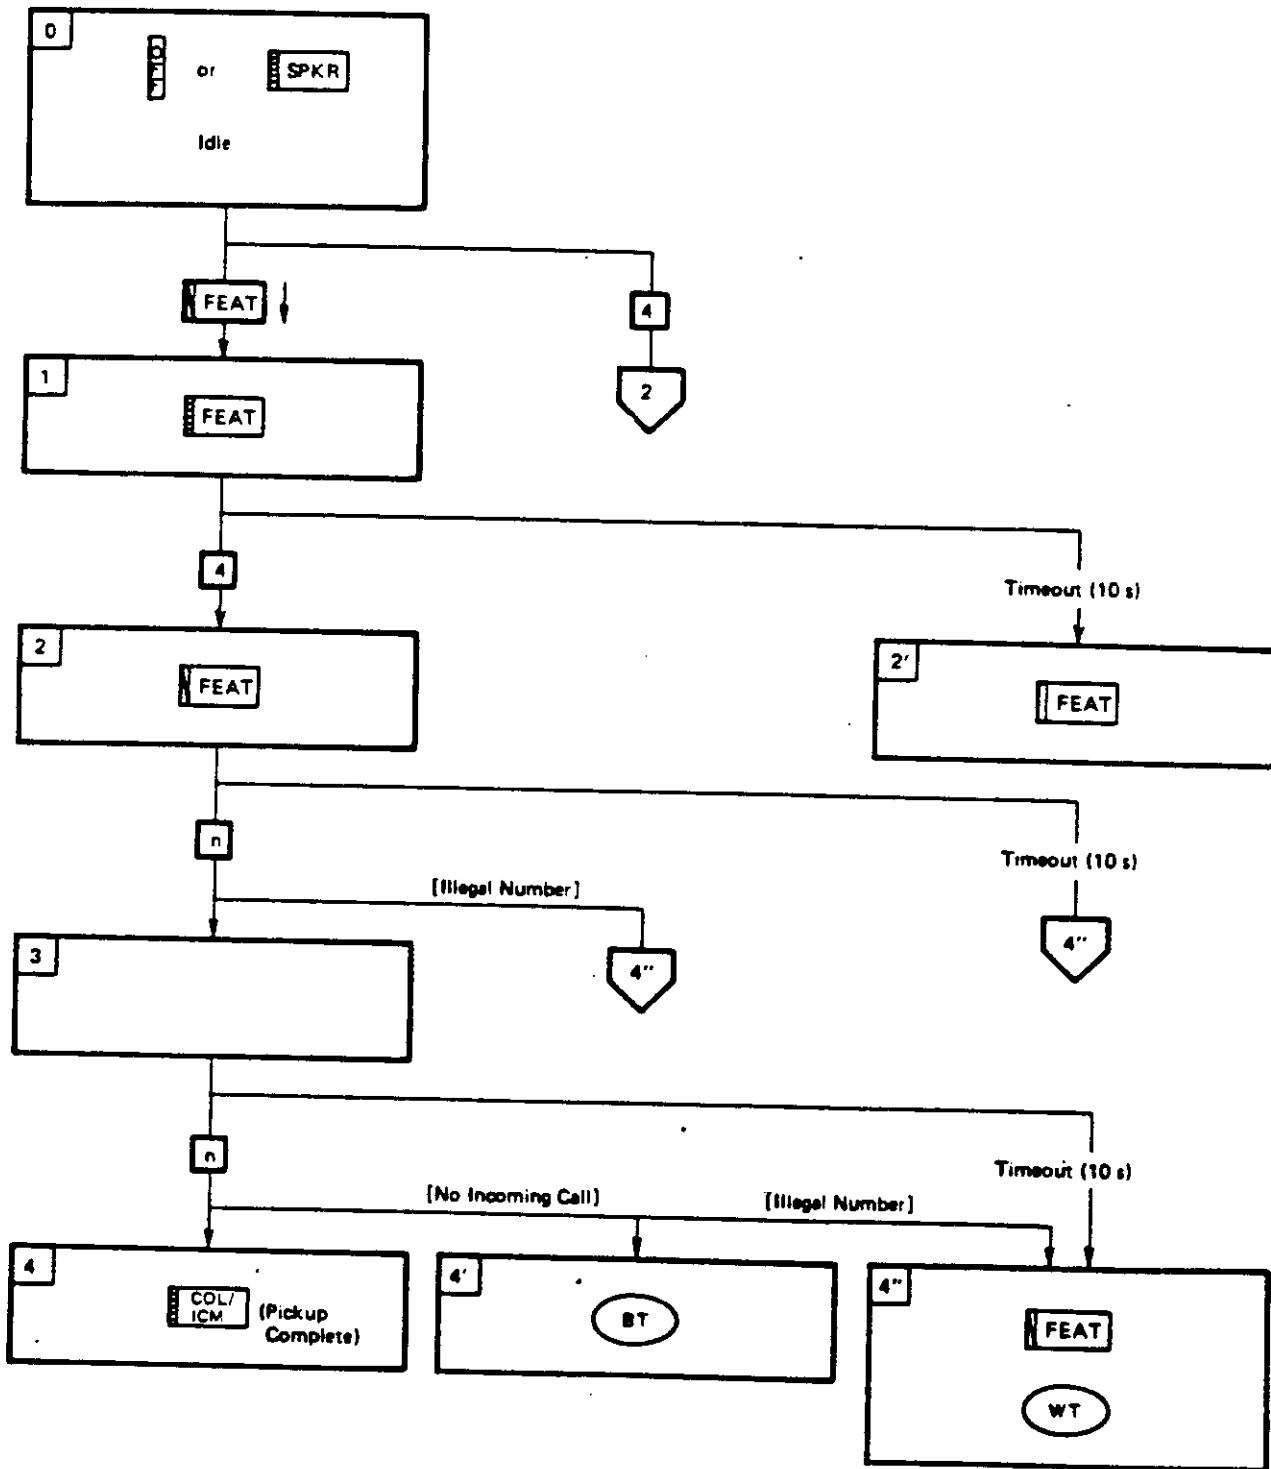 0
OFF or SPKR
Idle
FEAT
4
2
1
FEAT
4
Timeout (10 s)
2
FEAT
2′
FEAT
n
Timeout (10 s)
[Illegal Number]
4″
4″
3
n
Timeout (10 s)
[No Incoming Call]
[Illegal Number]
4
COL/
ICM
(Pickup
Complete)
4′
BT
4″
FEAT
WT